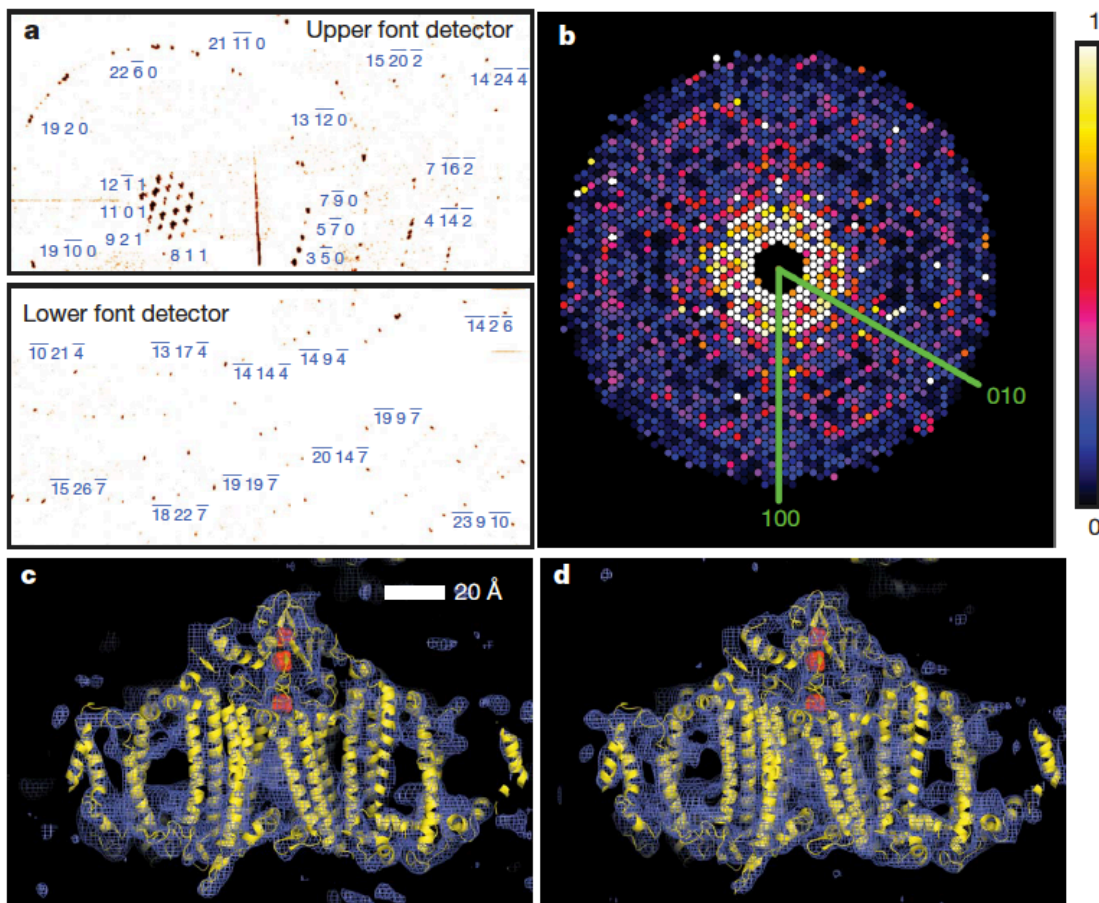 a
Upper font detector
21 1̅1̅ 0
22 6̅ 0
15 2̅0̅ 2̅
14 2̅4̅ 4̅
19 2 0
13 1̅2̅ 0
12 1̅ 1
7 1̅6̅ 2̅
11 0 1
7 9̅ 0
9 2 1
5 7̅ 0
4 1̅4̅ 2̅
19 1̅0̅ 0
8 1 1
3 5̅ 0
Lower font detector
1̅4̅ 2 6̅
1̅0̅ 21 4̅
1̅3̅ 17 4̅
1̅4̅ 14 4̅
1̅4̅ 9 4̅
1̅9̅ 9 7̅
2̅0̅ 14 7̅
1̅5̅ 26 7̅
1̅9̅ 19 7̅
1̅8̅ 22 7̅
2̅3̅ 9 1̅0̅
b
1
010
100
0
c
20 Å
d